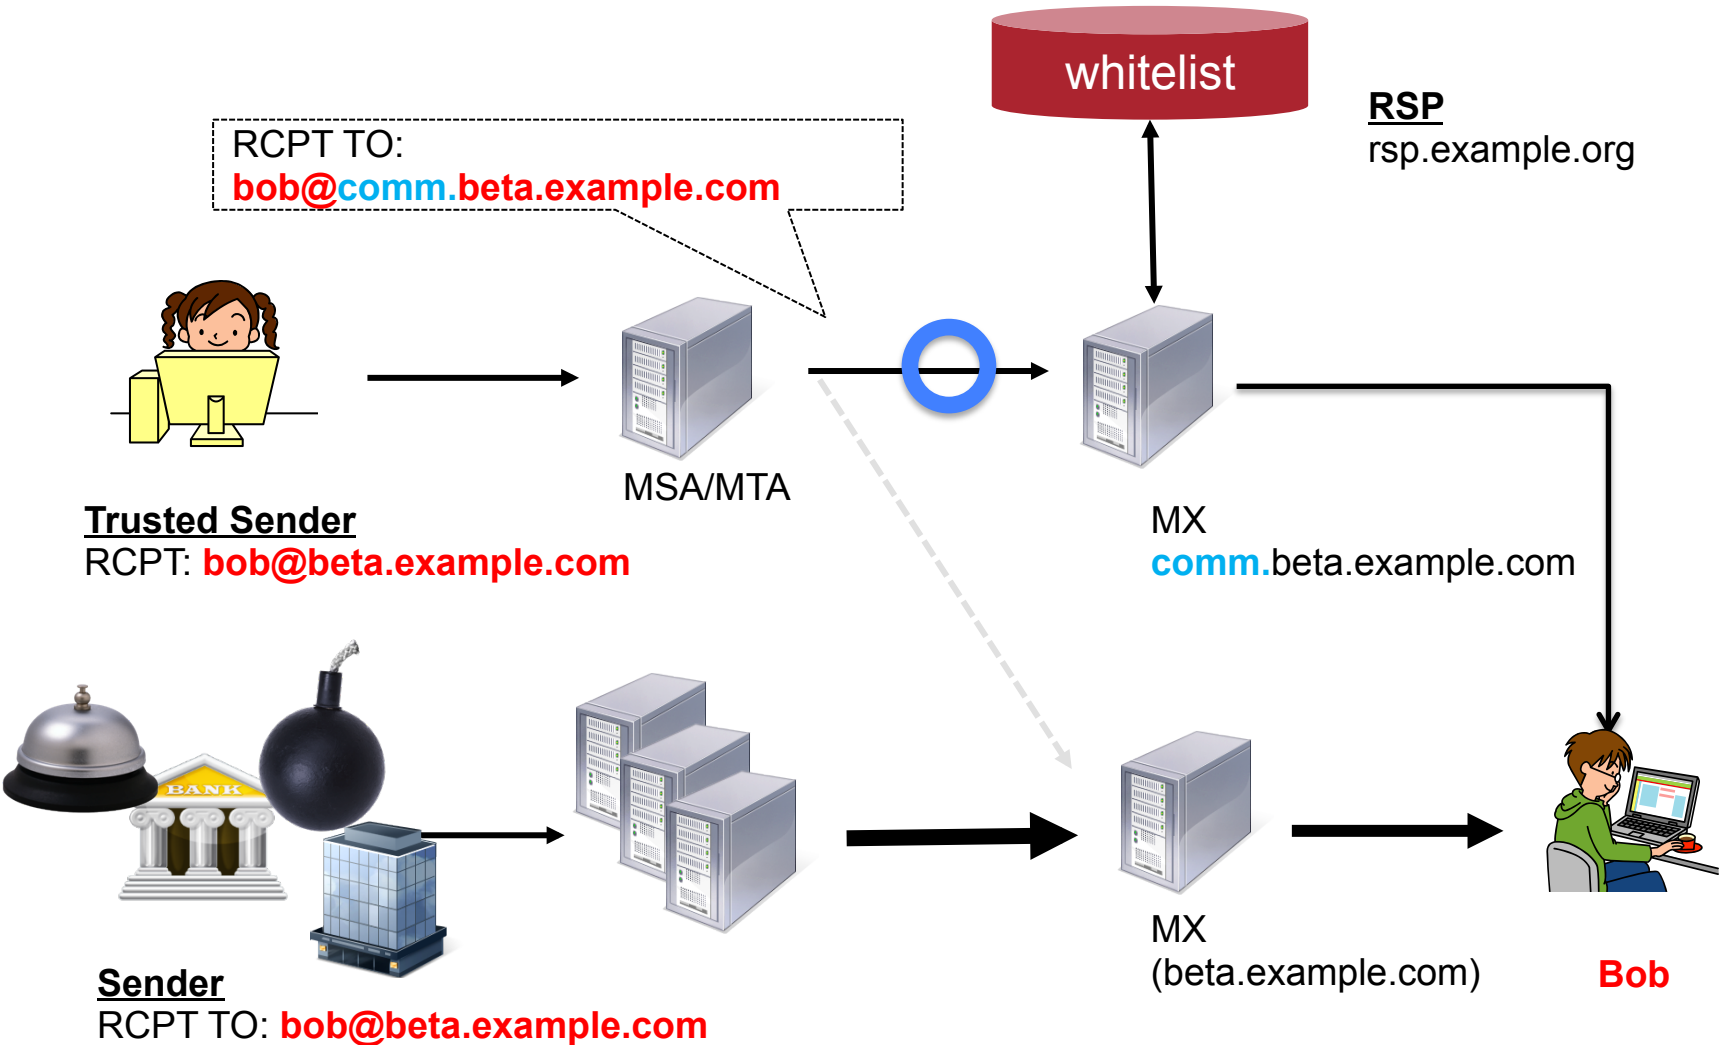 whitelist
RSP
rsp.example.org
RCPT TO:
bob@comm.beta.example.com
MSA/MTA
Trusted Sender
RCPT: bob@beta.example.com
MX
comm.beta.example.com
BANK
MX
(beta.example.com)
Bob
Sender
RCPT TO: bob@beta.example.com